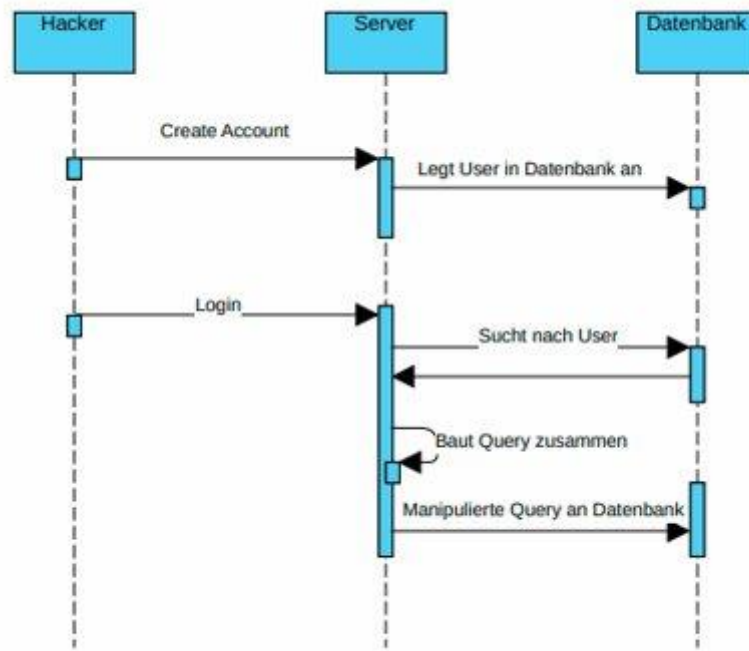 Hacker
Server
Datenbank
Create Account
Legt User in Datenbank an
Login
Sucht nach User
Baut Query zusammen
Manipulierte Query an Datenbank